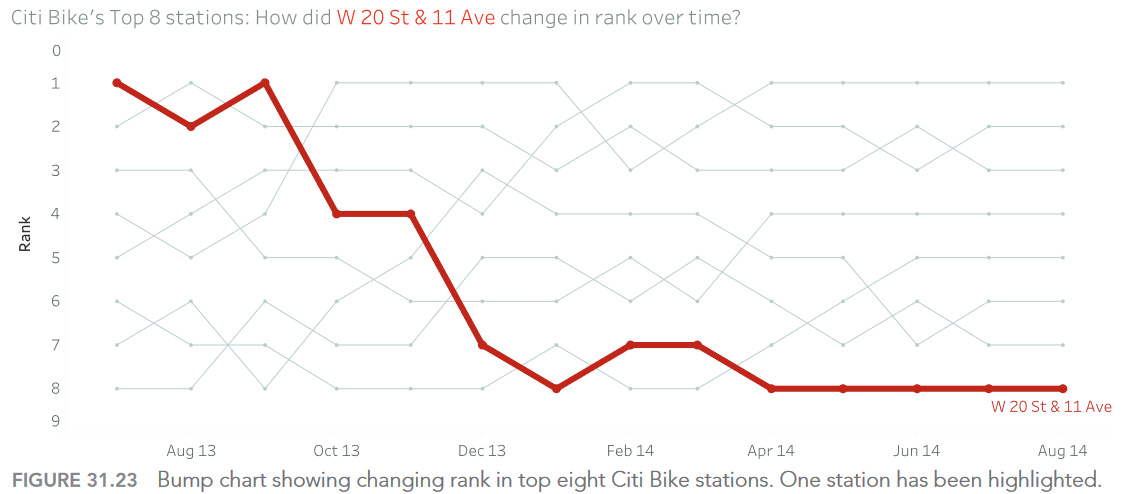 Citi Bike's Top 8 stations: How did W 20 St & 11 Ave change in rank over time?
0
1
2
3
4
5
6
7
8
9
Rank
W 20 St & 11 Ave
Aug 13 Oct 13 Dec 13 Feb 14 Apr 14 Jun 14 Aug 14
FIGURE 31.23 Bump chart showing changing rank in top eight Citi Bike stations. One station has been highlighted.